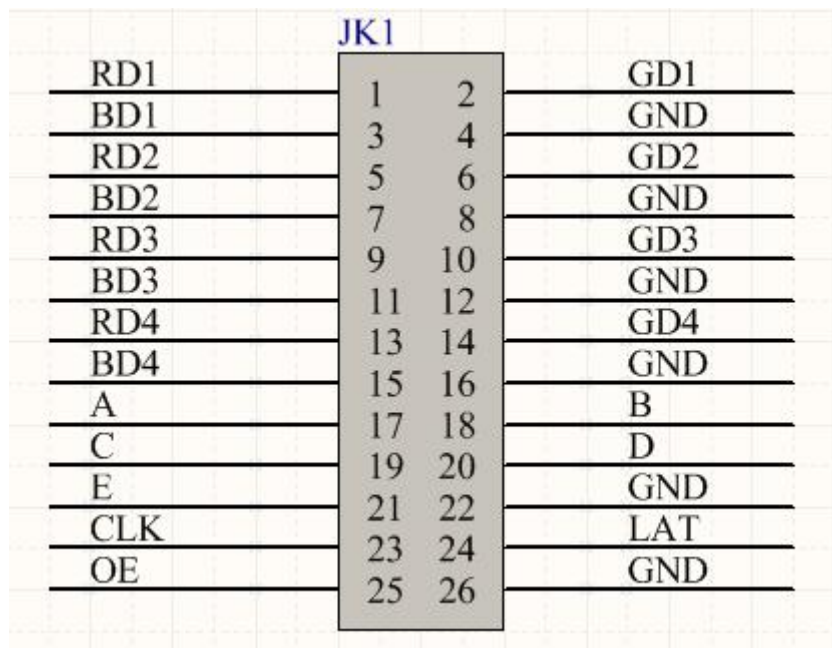 JK1
RD1 1 2 GD1
BD1 3 4 GND
RD2 5 6 GD2
BD2 7 8 GND
RD3 9 10 GD3
BD3 11 12 GND
RD4 13 14 GD4
BD4 15 16 GND
A 17 18 B
C 19 20 D
E 21 22 GND
CLK 23 24 LAT
OE 25 26 GND